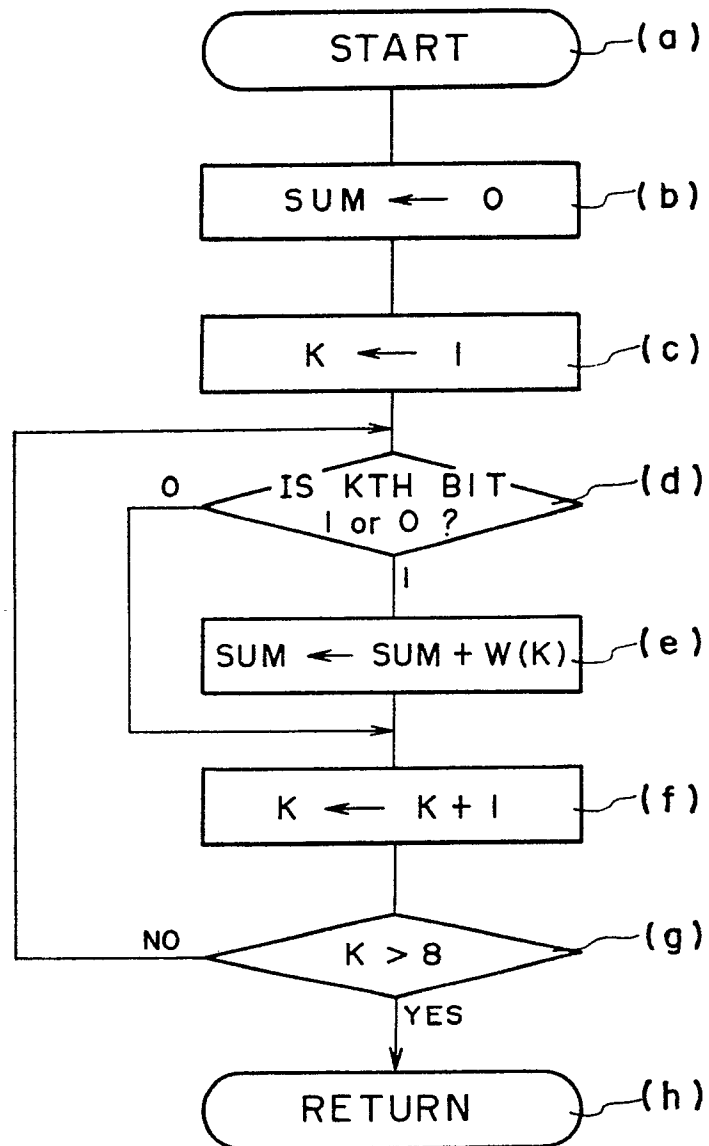 START (a)
SUM ← 0 (b)
K ← 1 (c)
0 IS KTH BIT (d)
1 or 0 ?
1
SUM ← SUM + W(K) (e)
K ← K + 1 (f)
NO K > 8 (g)
YES
RETURN (h)